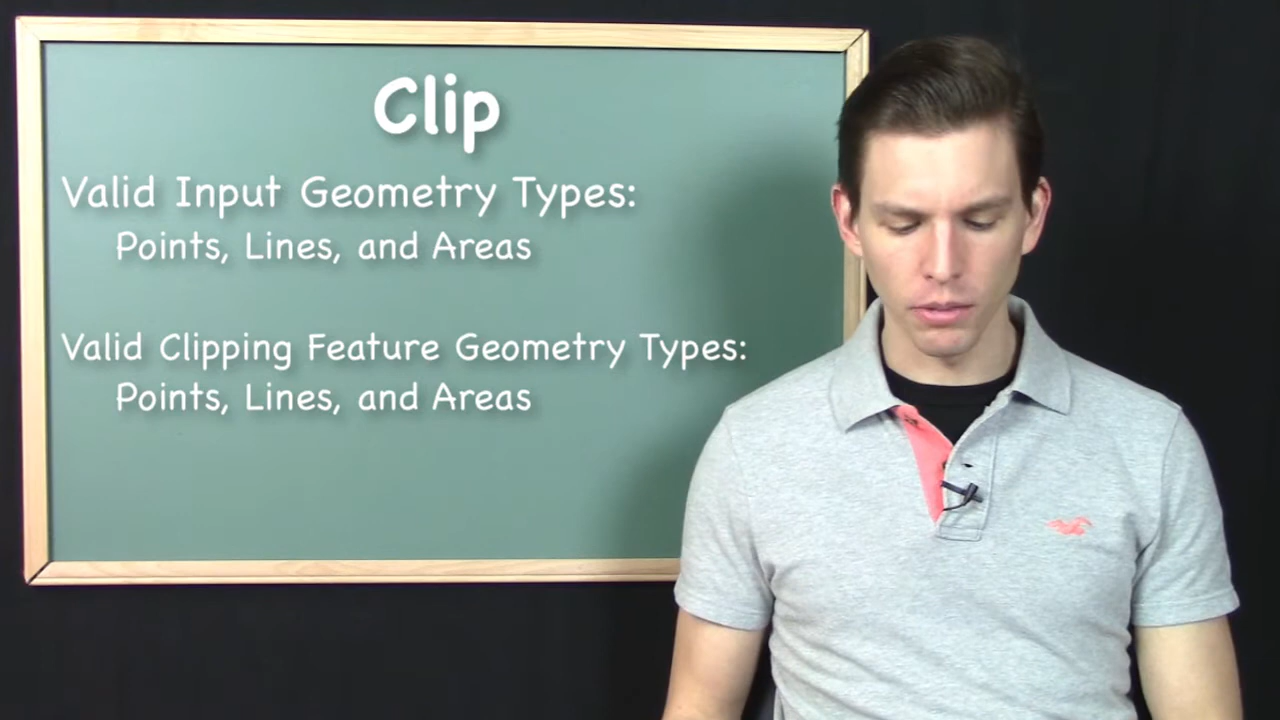 Clip
Valid Input Geometry Types:
Points, Lines, and Areas
Valid Clipping Feature Geometry Types:
Points, Lines, and Areas